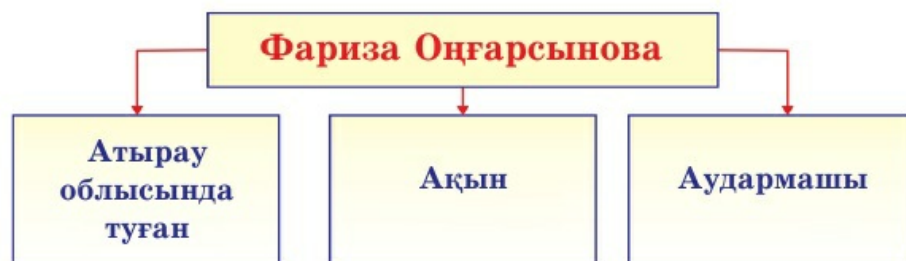 Фариза Оңғарсынова
Атырау
облысында
туған
Ақын
Аудармашы